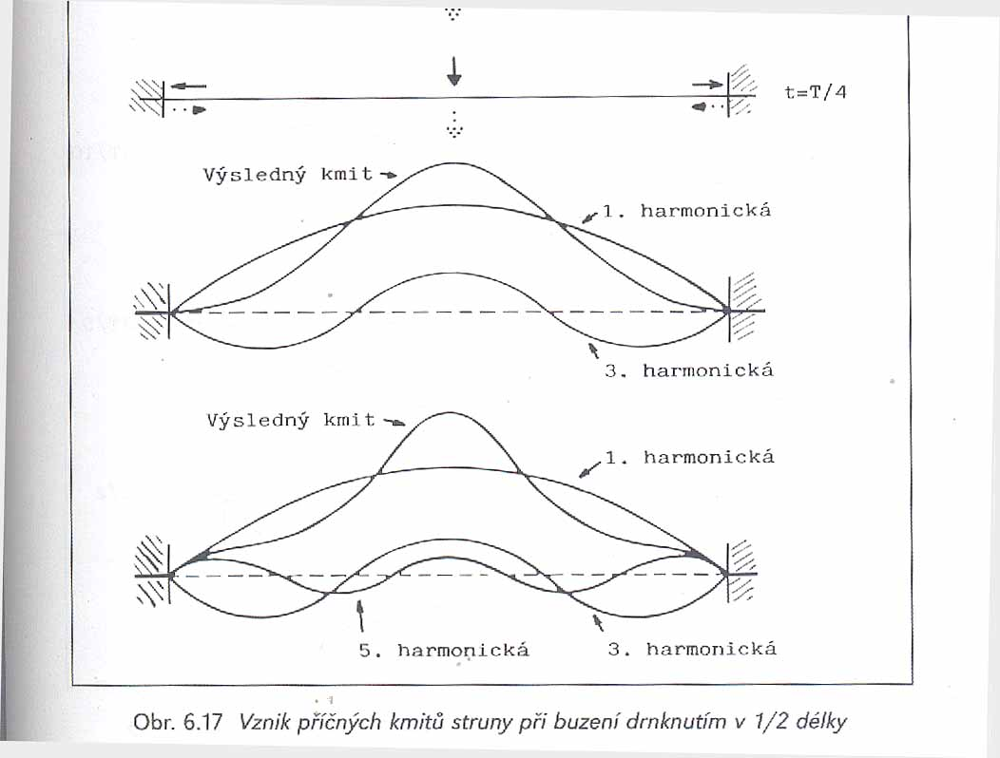 t=T/4
Výsledný kmit
1. harmonická
3. harmonická
Výsledný kmit
1. harmonická
5. harmonická
3. harmonická
Obr. 6.17 Vznik příčných kmitů struny při buzení drnknutím v 1/2 délky